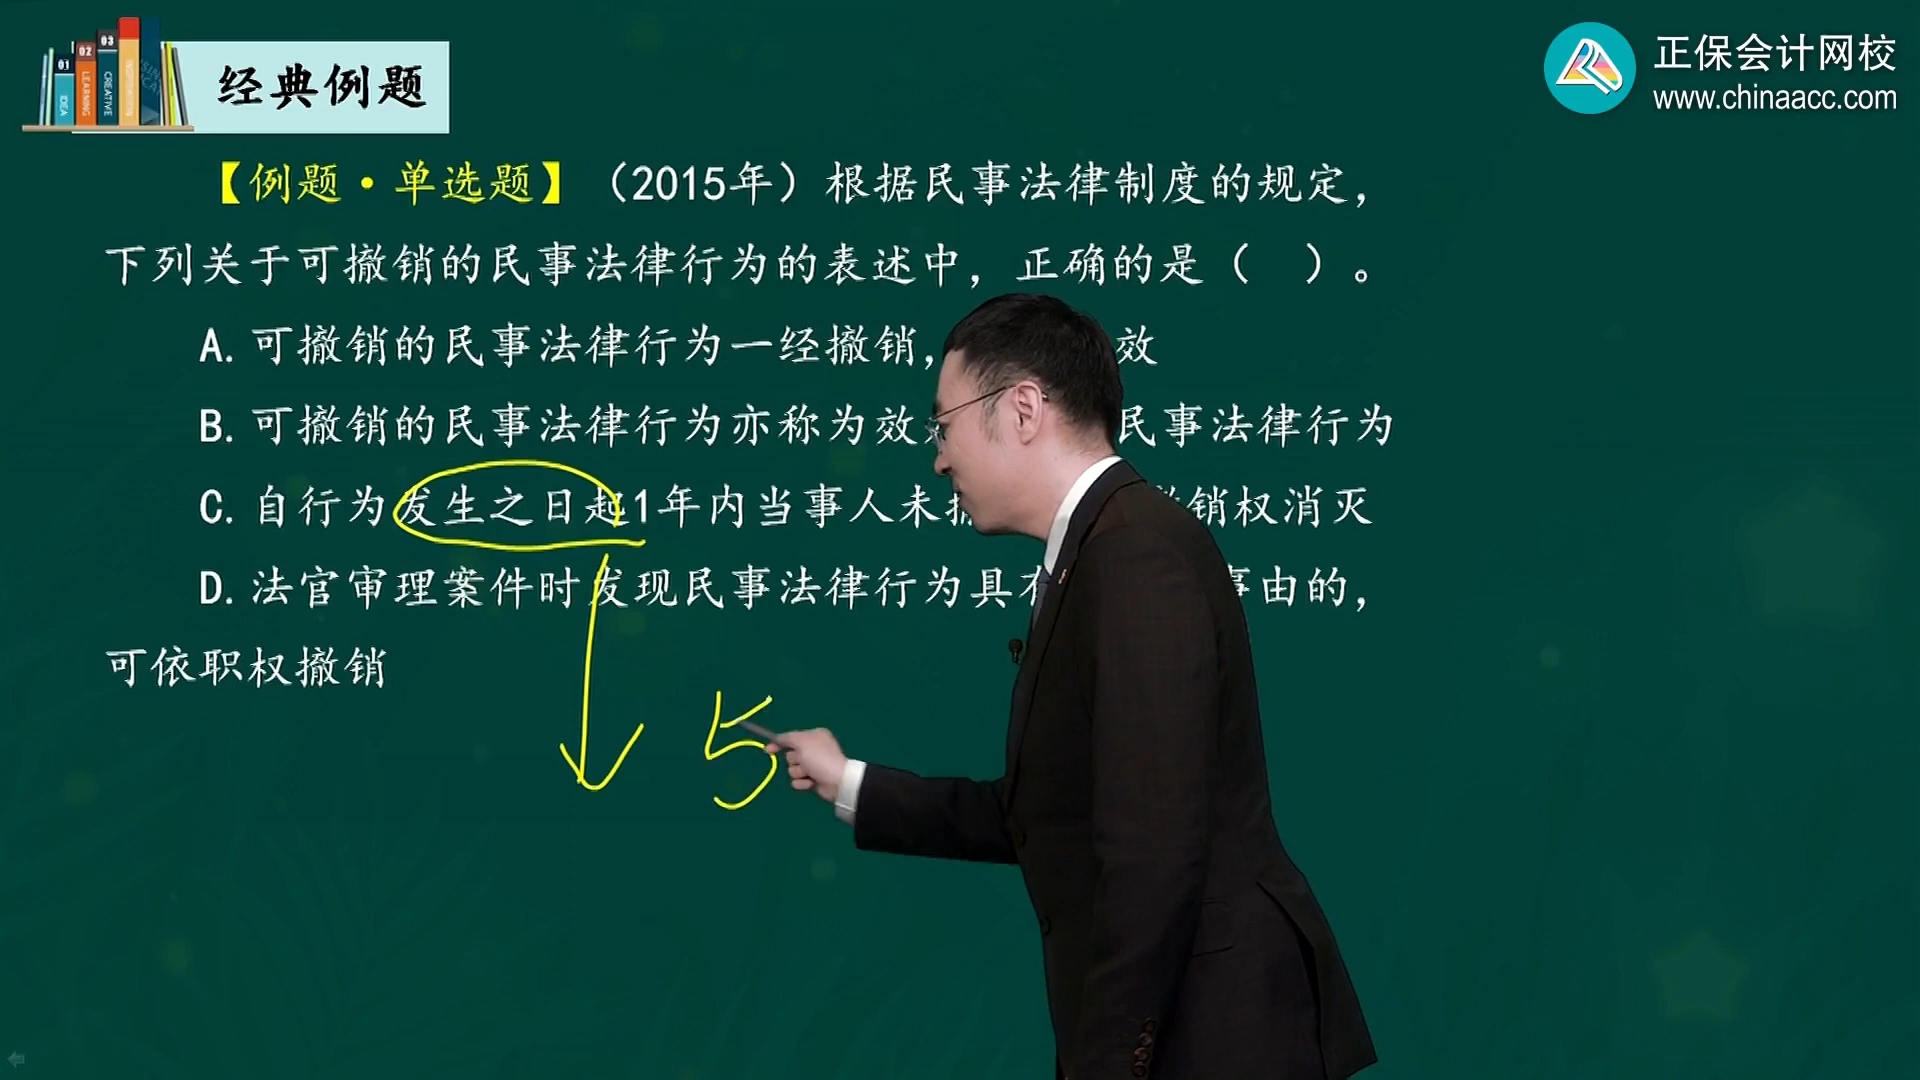 经典例题
正保会计网校
www.chinaacc.com
01 IDEA
02 LEARNING
03 CREATIVE
【例题·单选题】（2015年）根据民事法律制度的规定，
下列关于可撤销的民事法律行为的表述中，正确的是（ ）。
A. 可撤销的民事法律行为一经撤销， 效
B. 可撤销的民事法律行为亦称为效 民事法律行为
C. 自行为发生之日起1年内当事人未 销权消灭
D. 法官审理案件时发现民事法律行为具 事由的，
可依职权撤销
5